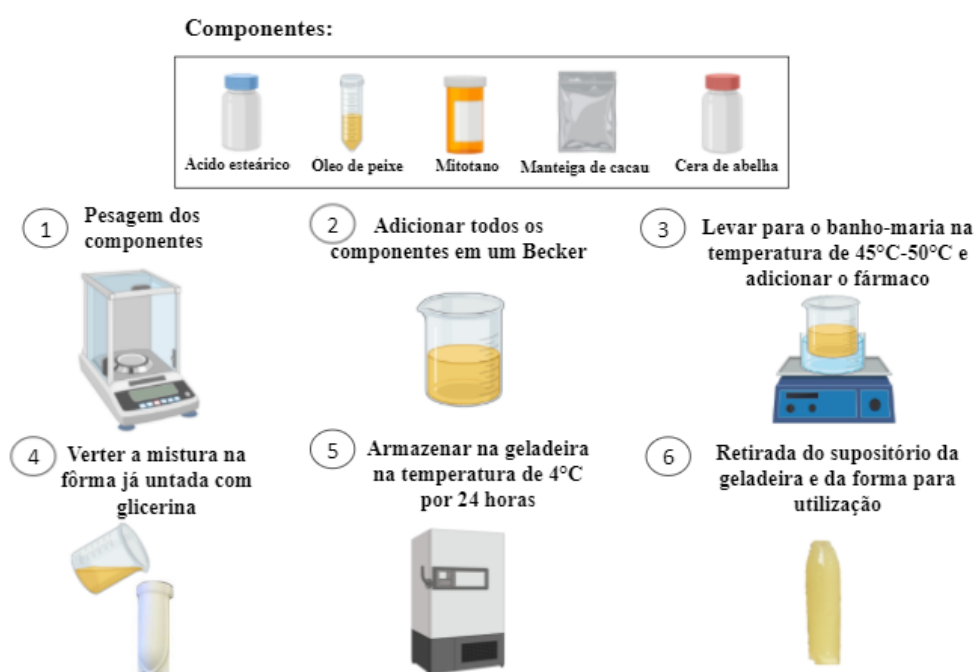 Componentes:
Acido esteárico
Oleo de peixe
Mitotano
Manteiga de cacau
Cera de abelha
1
Pesagem dos
componentes
2
Adicionar todos os
componentes em um Becker
3
Levar para o banho-maria na
temperatura de 45°C-50°C e
adicionar o fármaco
4
Verter a mistura na
fôrma já untada com
glicerina
5
Armazenar na geladeira
na temperatura de 4°C
por 24 horas
6
Retirada do supositório da
geladeira e da forma para
utilização